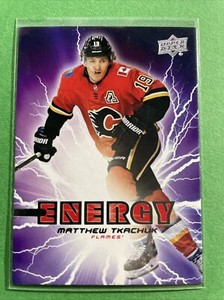 UPPER DECK
19
19
A
ENERGY
MATTHEW TKACHUK
FLAMES